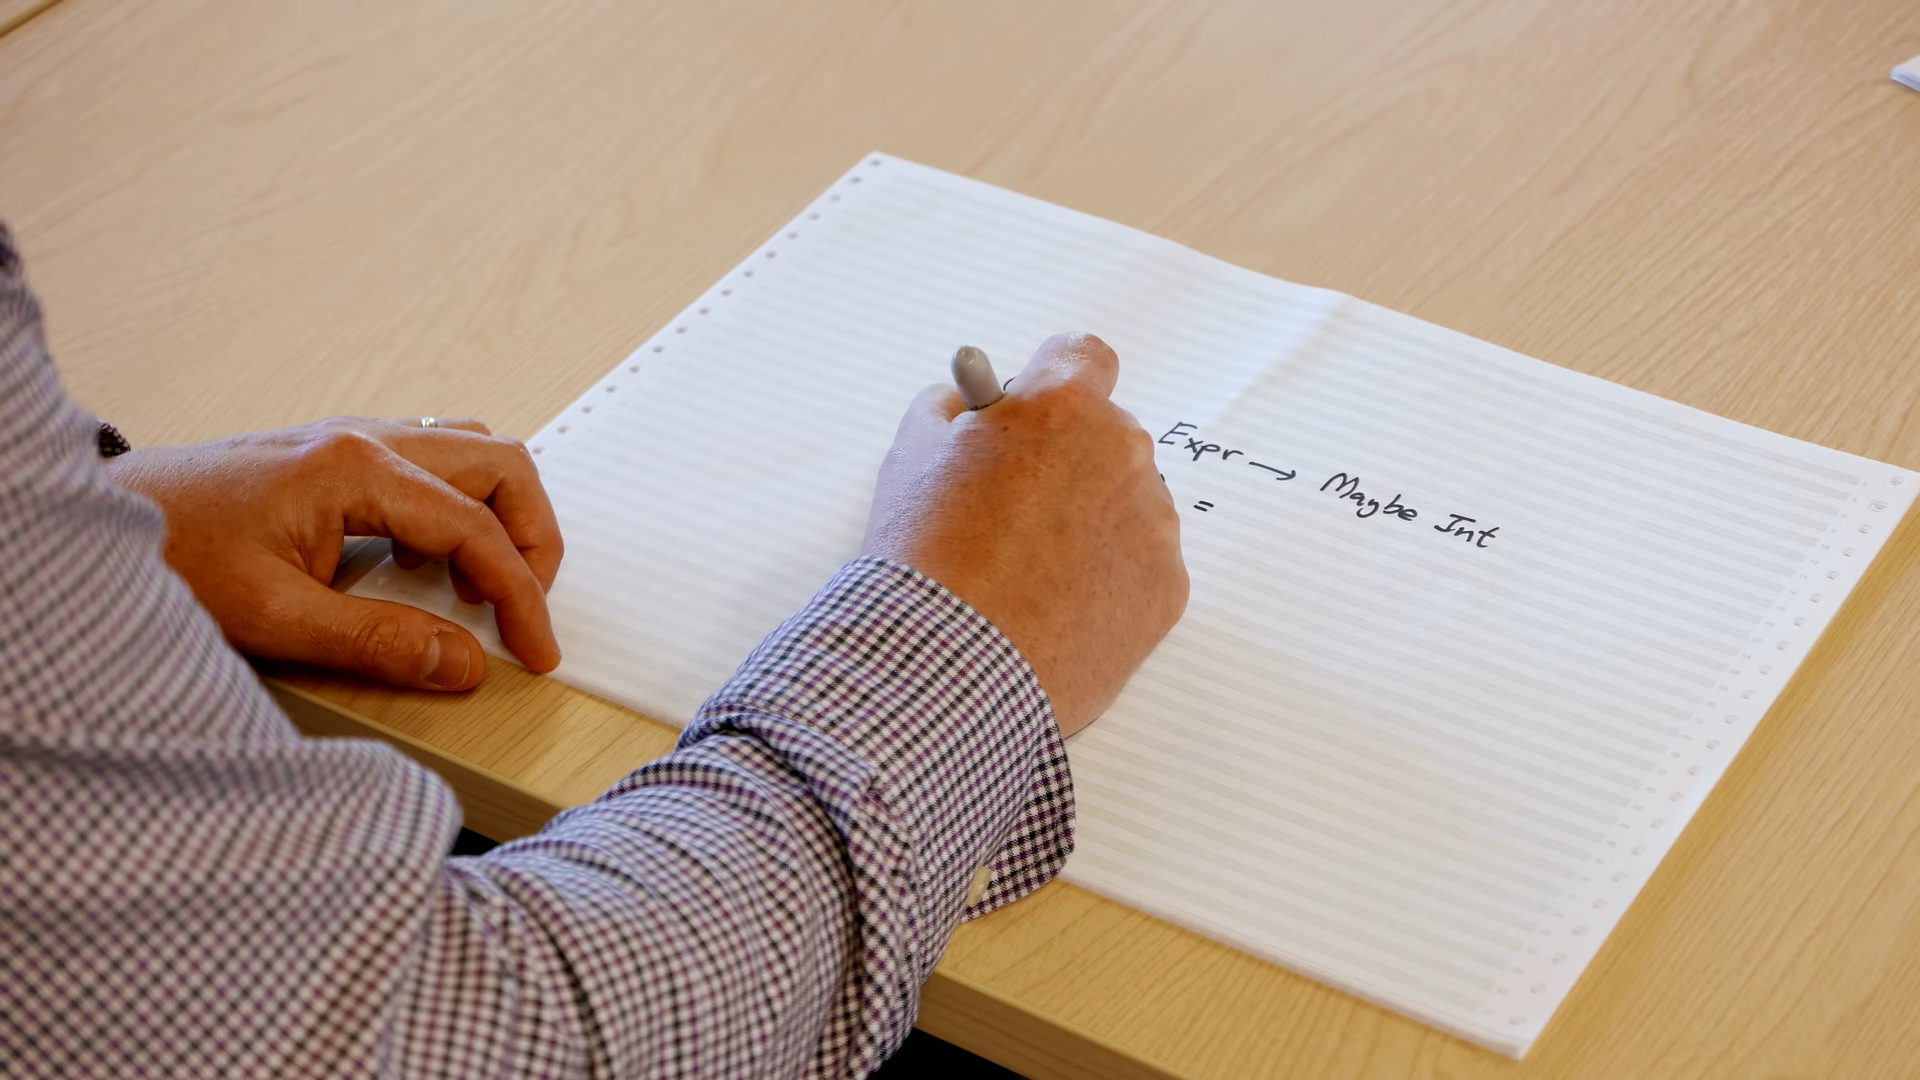 Expr → Maybe Int
=